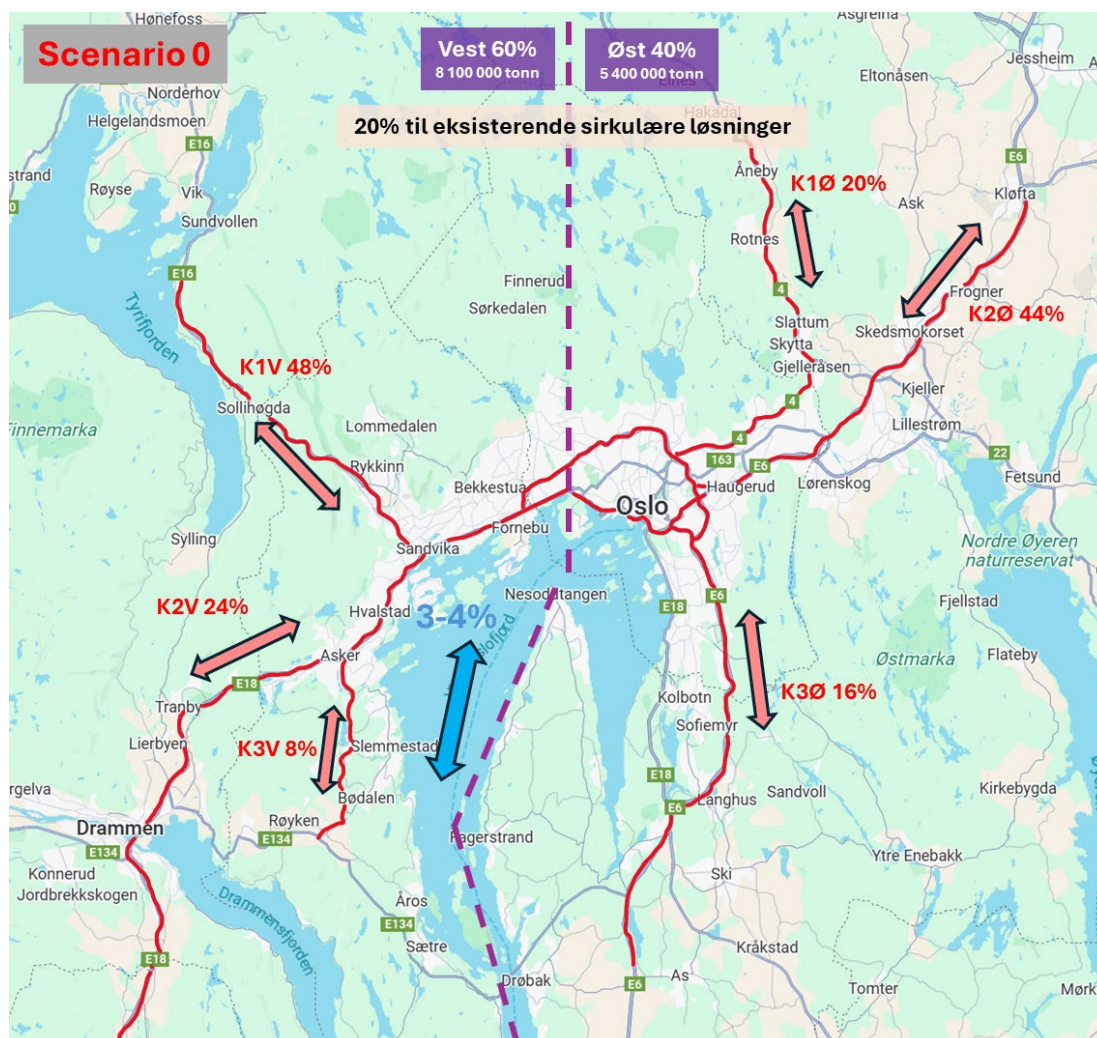 Hønefoss
Åsgreina
Scenario 0
Vest 60%
8 100 000 tonn
Øst 40%
5 400 000 tonn
Jessheim
Eltonåsen
Norderhov
Helgelandsmoen
Hakadal
20% til eksisterende sirkulære løsninger
E16
E6
strand
Røyse
Vik
Åneby
K1Ø 20%
Ask
Kløfta
Sundvollen
Rotnes
E16
Finnerud
Sørkedalen
4
Frogner
K2Ø 44%
Tyrifjorden
Slattum
Skedsmokorset
Skytta
Gjelleråsen
K1V 48%
Kjeller
Sollihøgda
4
Lillestrøm
Finnemarka
Lommedalen
4
163
E6
22
Rykkinn
Fetsund
Bekkestua
Haugerud
Lørenskog
Oslo
Fornebu
Sylling
Sandvika
Nordre Øyeren
naturreservat
K2V 24%
Hvalstad
Nesoddtangen
E6
E18
3-4%
Fjellstad
Asker
Østmarka
Flateby
E18
Tranby
Kolbotn
K3Ø 16%
Lierbyen
K3V 8%
Slemmestad
Sofiemyr
E18
Sandvoll
Kirkebygda
Bødalen
Langhus
E6
Drammen
Røyken
E134
Fagerstrand
E134
Ytre Enebakk
Konnerud
Jordbrekkskogen
Ski
Drammensfjorden
Åros
E134
Sætre
Kråkstad
E18
Drøbak
As
E6
Tomter
Mørk